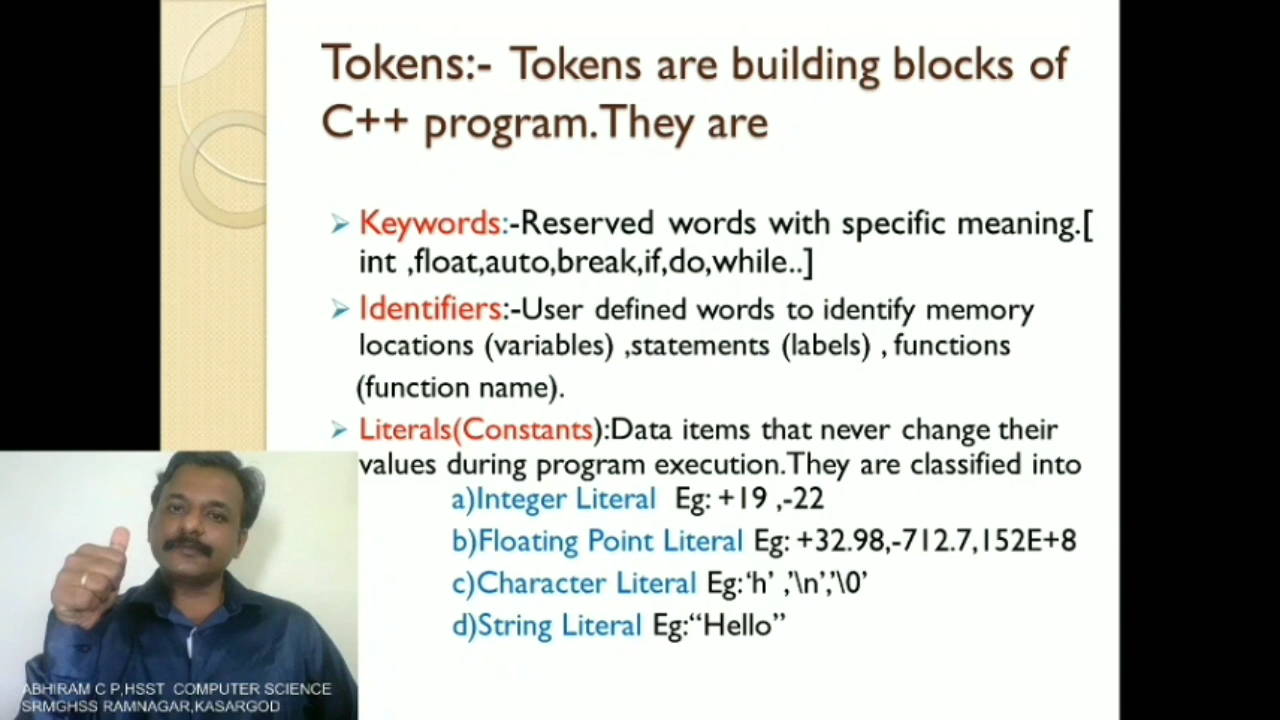 Tokens:- Tokens are building blocks of
C++ program.They are
Keywords:-Reserved words with specific meaning.[
int ,float,auto,break,if,do,while..]
Identifiers:-User defined words to identify memory
locations (variables) ,statements (labels) , functions
(function name).
Literals(Constants):Data items that never change their
values during program execution.They are classified into
a)Integer Literal Eg: +19 ,-22
b)Floating Point Literal Eg: +32.98,-712.7,152E+8
c)Character Literal Eg:‘h’ ,’\n’,’\0’
d)String Literal Eg:“Hello”
ABHIRAM C P,HSST COMPUTER SCIENCE
SRMGHSS RAMNAGAR,KASARGOD